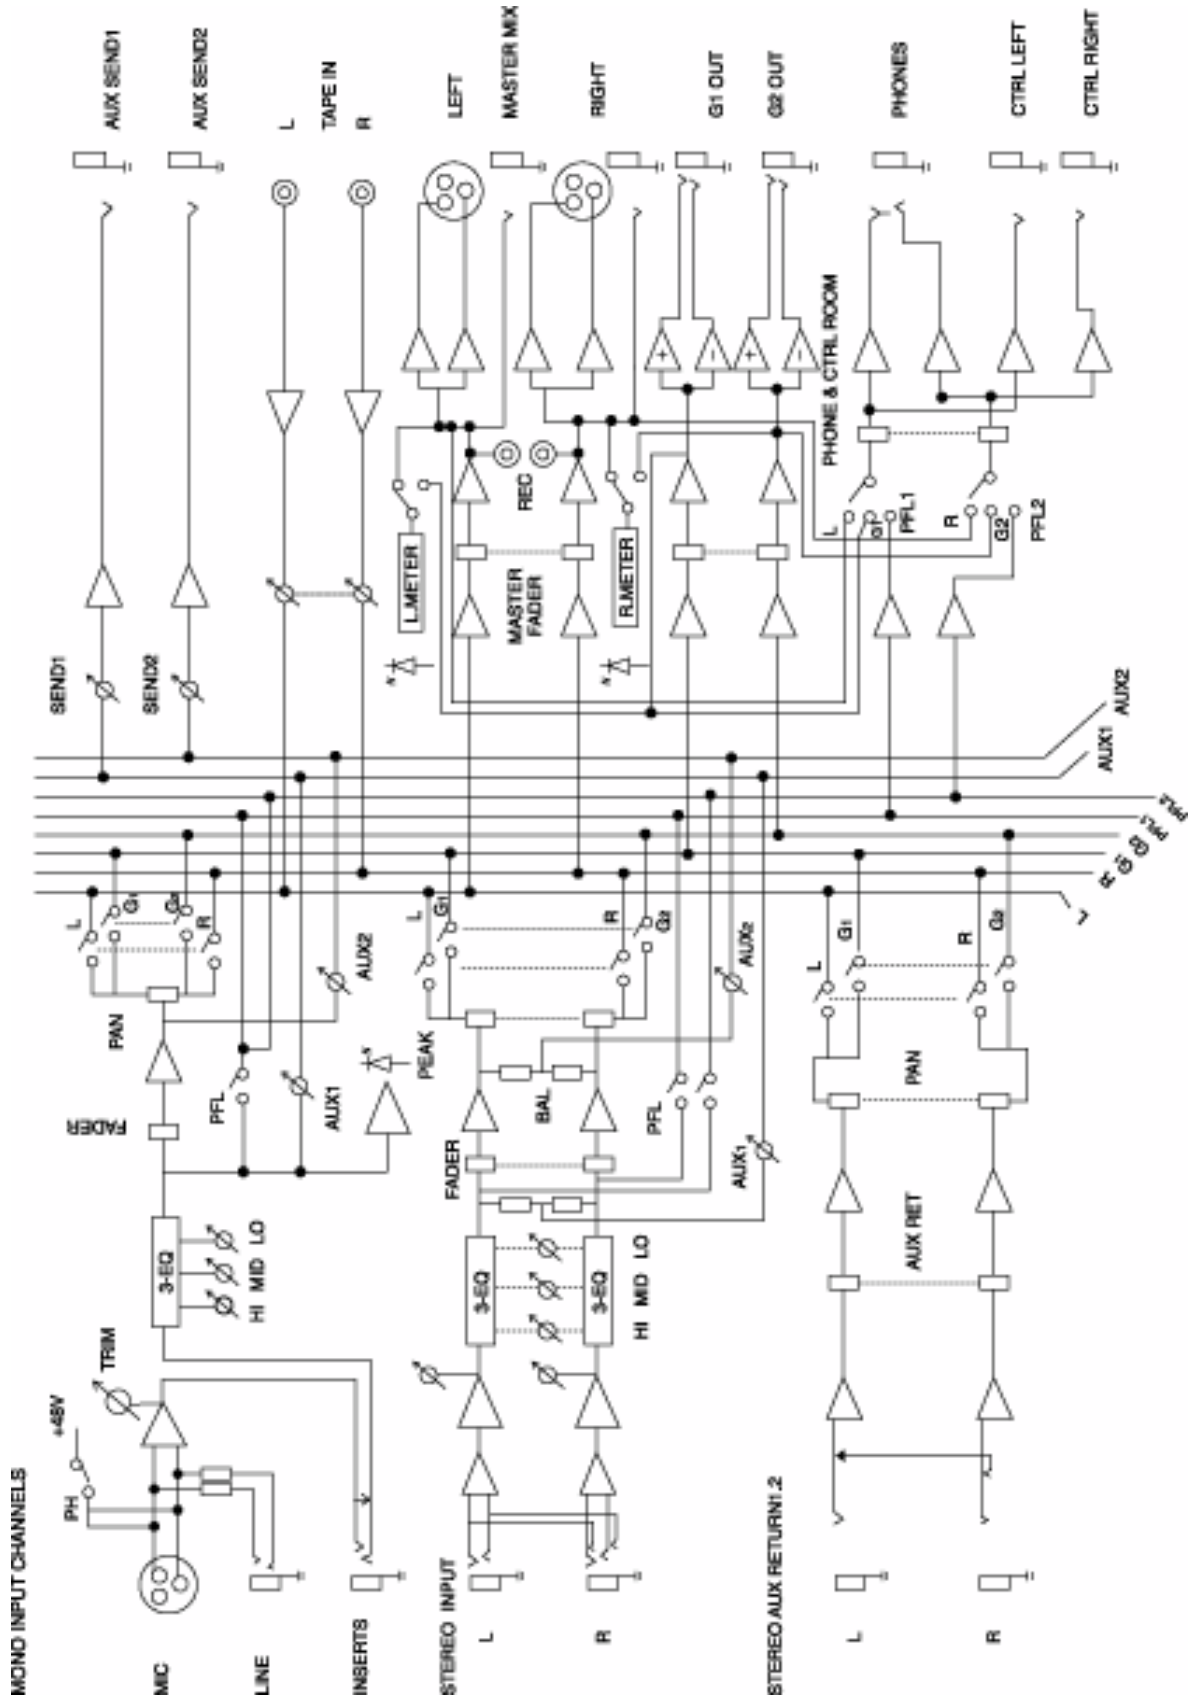 MONO INPUT CHANNELS
MIC
LINE
INSERTS
PH
+48V
TRIM
3-EQ
HI MID LO
FADER
PAN
PFL
AUX1
AUX2
PEAK
L
G1
G2
R
STEREO INPUT
L
R
3-EQ
3-EQ
HI MID LO
FADER
BAL
PFL
AUX1
AUX2
L
G1
R
G2
STEREO AUX RETURN1,2
L
R
AUX RET
PAN
L
G1
R
G2
L
R
G1
G2
PFL1
PFL2
AUX1
AUX2
SEND1
SEND2
L.METER
MASTER
FADER
REC
R.METER
PHONE & CTRL ROOM
L
G1
PFL1
R
G2
PFL2
+
-
+
-
AUX SEND1
AUX SEND2
L
TAPE IN
R
LEFT
MASTER MIX
RIGHT
G1 OUT
G2 OUT
PHONES
CTRL LEFT
CTRL RIGHT